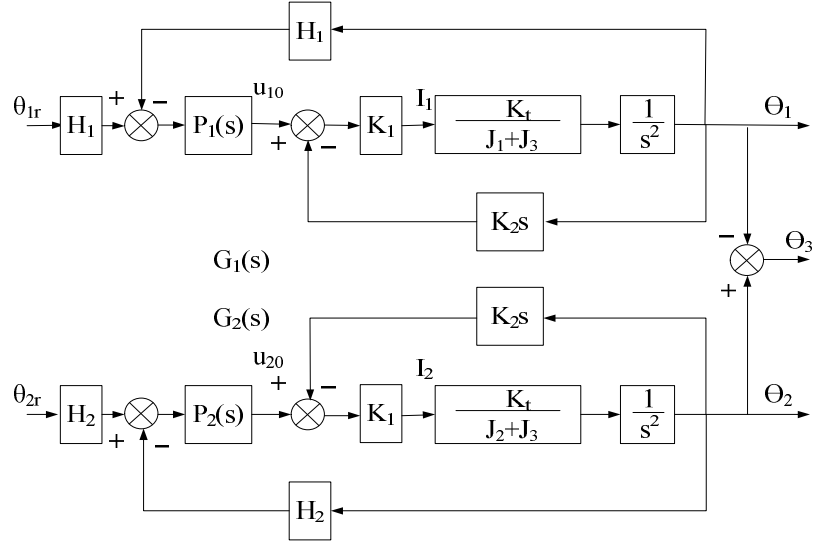 H₁
θ₁ᵣ H₁ + − P₁(s) u₁₀ + − K₁ I₁ Kₜ / J₁+J₃ 1 / s² Θ₁
K₂s
− Θ₃
+
G₁(s)
G₂(s)
K₂s
θ₂ᵣ H₂ + − P₂(s) u₂₀ + − K₁ I₂ Kₜ / J₂+J₃ 1 / s² Θ₂
H₂